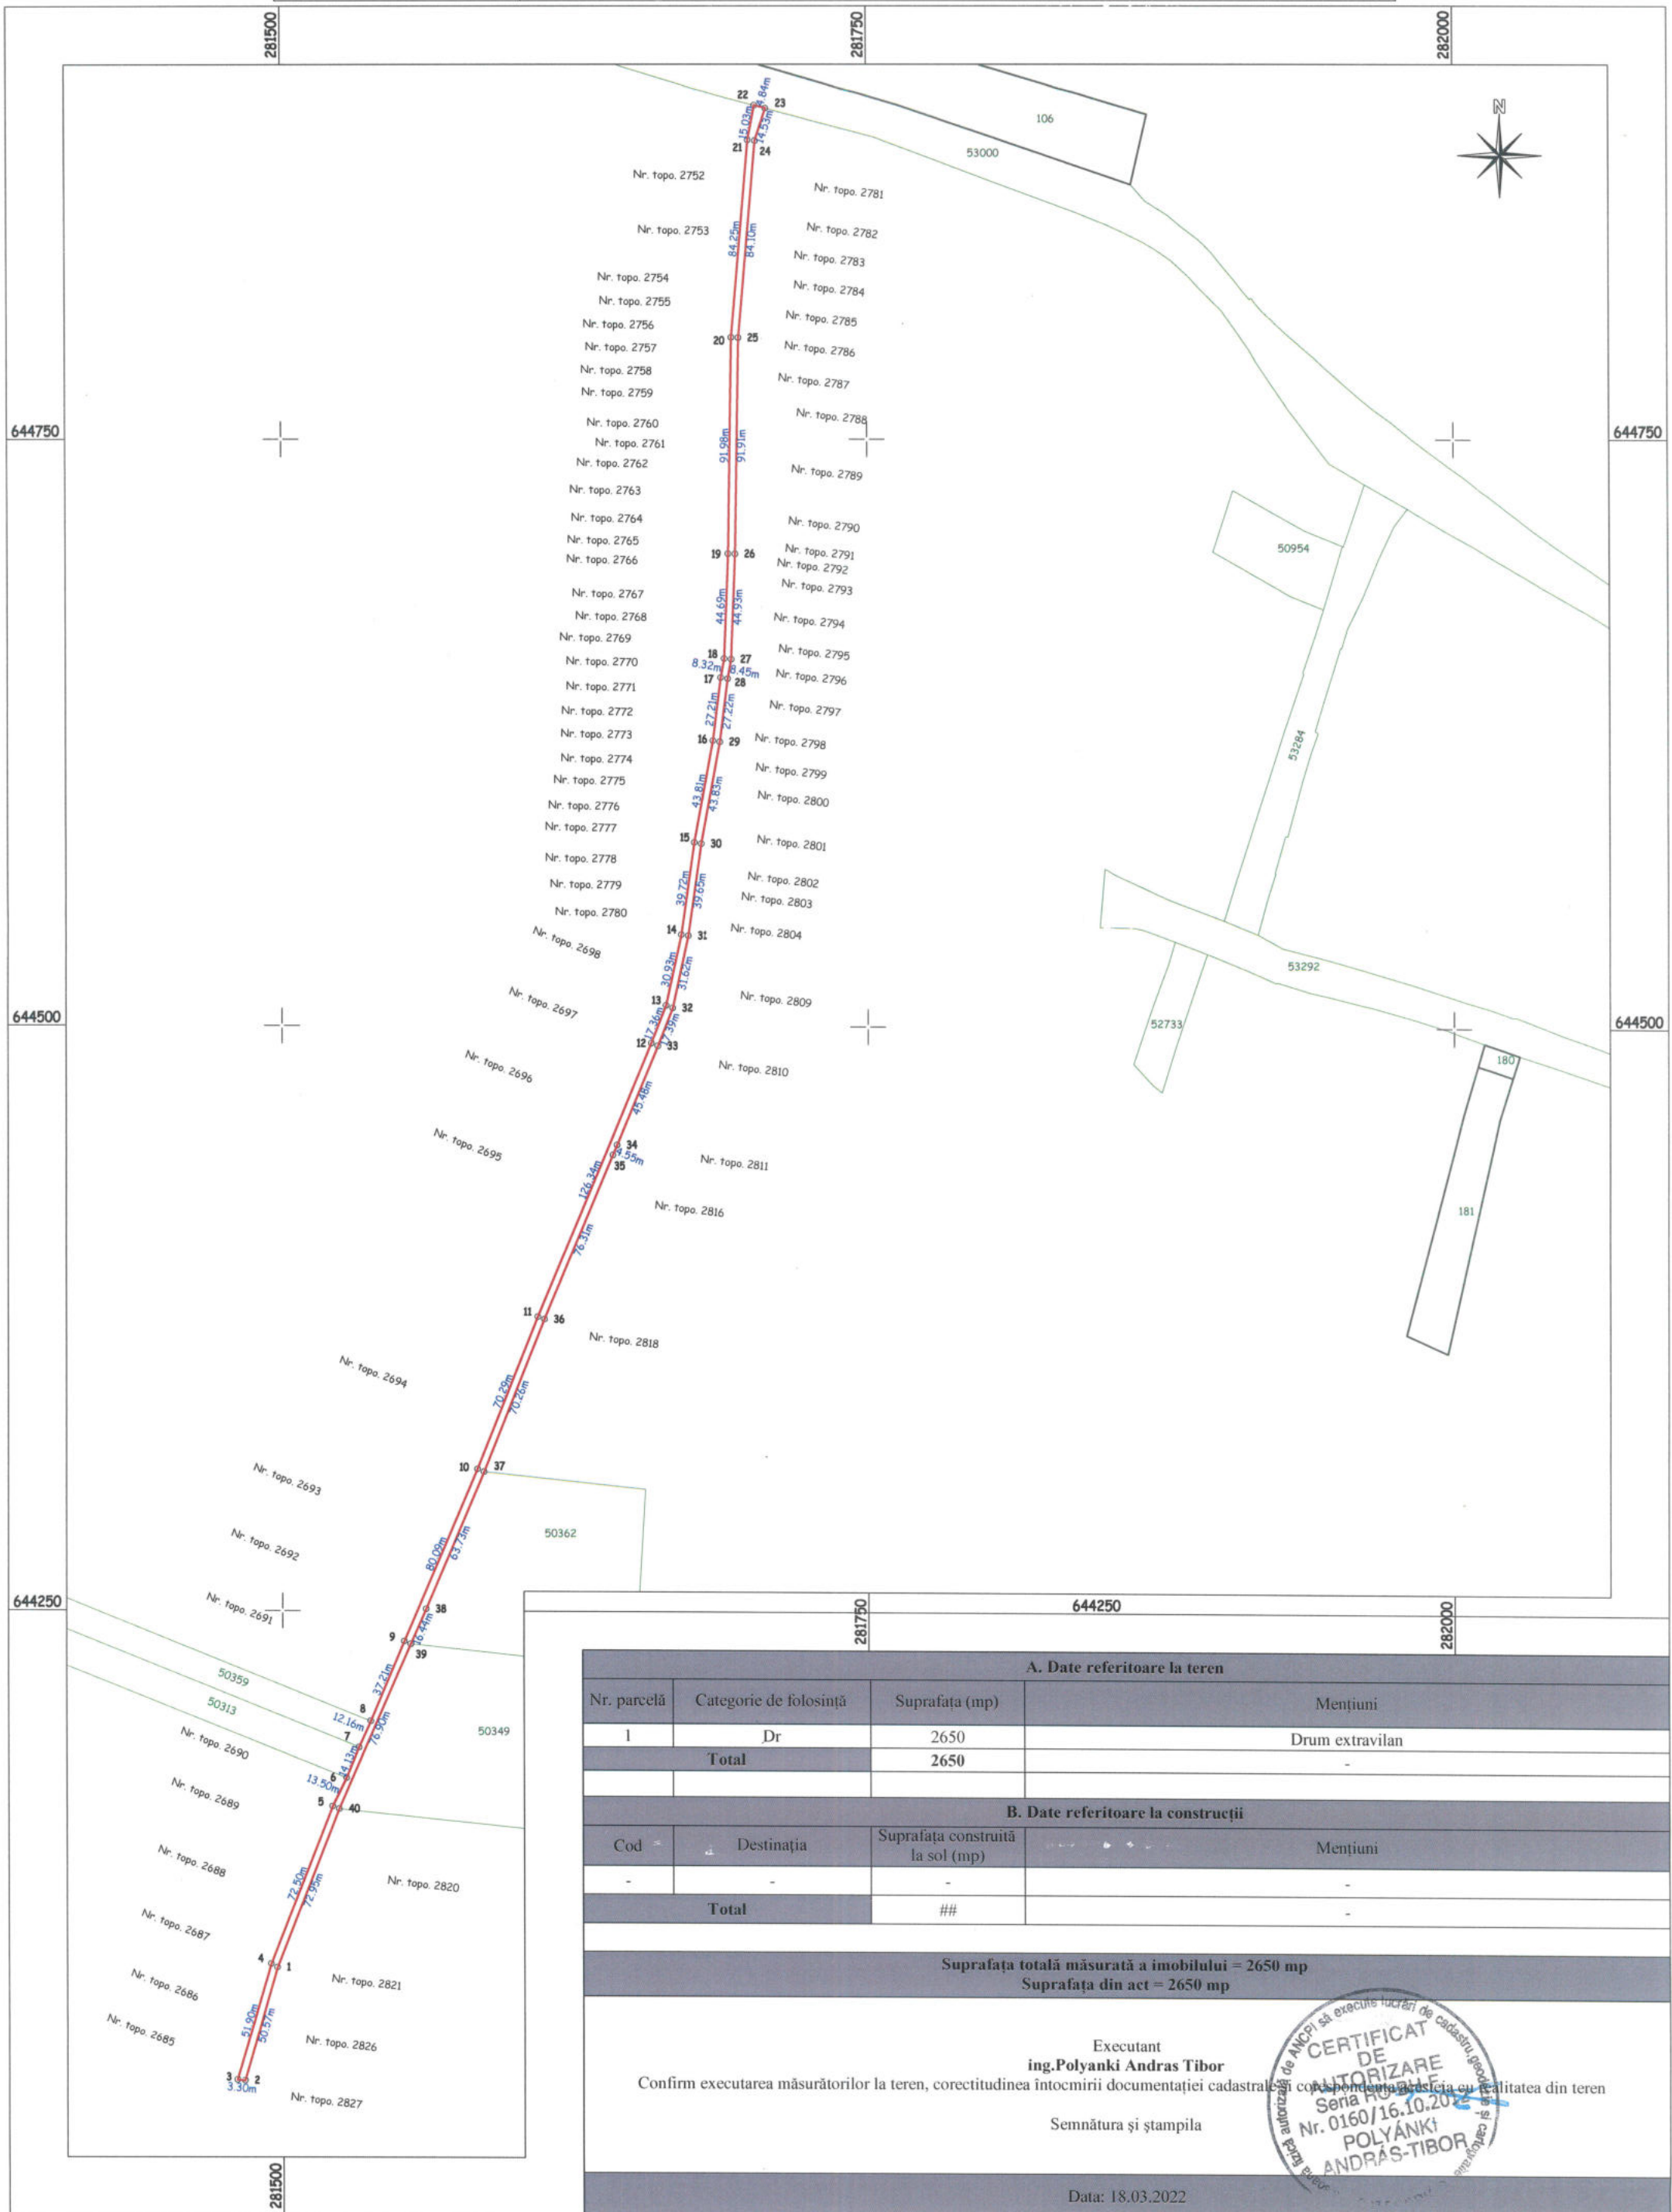 281500
281750
282000
22
4.84m
23
15.03m
14.53m
21
24
106
53000
N
Nr. topo. 2752
Nr. topo. 2781
Nr. topo. 2753
84.25m
84.10m
Nr. topo. 2782
Nr. topo. 2783
Nr. topo. 2754
Nr. topo. 2784
Nr. topo. 2755
Nr. topo. 2785
Nr. topo. 2756
20
25
Nr. topo. 2757
Nr. topo. 2786
Nr. topo. 2758
Nr. topo. 2787
Nr. topo. 2759
Nr. topo. 2788
Nr. topo. 2760
644750
91.98m
91.91m
644750
Nr. topo. 2761
Nr. topo. 2762
Nr. topo. 2789
Nr. topo. 2763
Nr. topo. 2764
Nr. topo. 2790
Nr. topo. 2765
19
26
Nr. topo. 2791
50954
Nr. topo. 2766
Nr. topo. 2792
Nr. topo. 2767
Nr. topo. 2793
44.69m
44.93m
Nr. topo. 2768
Nr. topo. 2794
Nr. topo. 2769
18
27
Nr. topo. 2795
Nr. topo. 2770
8.32m
8.45m
Nr. topo. 2796
17
28
Nr. topo. 2771
Nr. topo. 2772
27.21m
27.22m
Nr. topo. 2797
Nr. topo. 2773
16
29
Nr. topo. 2798
53284
Nr. topo. 2774
Nr. topo. 2799
Nr. topo. 2775
43.81m
43.83m
Nr. topo. 2776
Nr. topo. 2800
Nr. topo. 2777
15
30
Nr. topo. 2801
Nr. topo. 2778
Nr. topo. 2779
39.72m
39.65m
Nr. topo. 2802
Nr. topo. 2780
Nr. topo. 2803
Nr. topo. 2698
14
31
Nr. topo. 2804
53292
30.93m
31.62m
Nr. topo. 2697
13
32
Nr. topo. 2809
644500
17.36m
17.39m
52733
644500
12
33
Nr. topo. 2696
Nr. topo. 2810
180
45.48m
Nr. topo. 2695
34
4.55m
35
Nr. topo. 2811
126.34m
Nr. topo. 2816
181
76.31m
11
36
Nr. topo. 2818
Nr. topo. 2694
70.29m
70.26m
10
37
Nr. topo. 2693
50362
Nr. topo. 2692
80.09m
63.73m
Nr. topo. 2691
644250
38
644250
281750
282000
9
16.44m
39
50359
37.21m
50313
8
12.16m
76.90m
50349
7
Nr. topo. 2690
14.13m
6
13.50m
Nr. topo. 2689
5
40
Nr. topo. 2688
72.50m
72.95m
Nr. topo. 2820
Nr. topo. 2687
4
1
Nr. topo. 2686
Nr. topo. 2821
Nr. topo. 2685
51.90m
50.57m
Nr. topo. 2826
3
2
3.30m
Nr. topo. 2827
281500
A. Date referitoare la teren
Nr. parcelă Categorie de folosință Suprafața (mp) Mențiuni
1 Dr 2650 Drum extravilan
Total 2650 -
B. Date referitoare la construcții
Cod Destinația Suprafața construită la sol (mp) Mențiuni
- - - -
Total ## -
Suprafața totală măsurată a imobilului = 2650 mp
Suprafața din act = 2650 mp
Executant
ing.Polyanki Andras Tibor
Confirm executarea măsurătorilor la teren, corectitudinea întocmirii documentației cadastrale și corespondența acesteia cu realitatea din teren
Semnătura și ștampila
fizică autorizată de ANCPI să execute lucrări de cadastru, geodezie și cartografie
CERTIFICAT
DE
AUTORIZARE
Seria
Nr. 0160/16.10.201
POLYÁNKI
ANDRÁS-TIBOR
Data: 18.03.2022